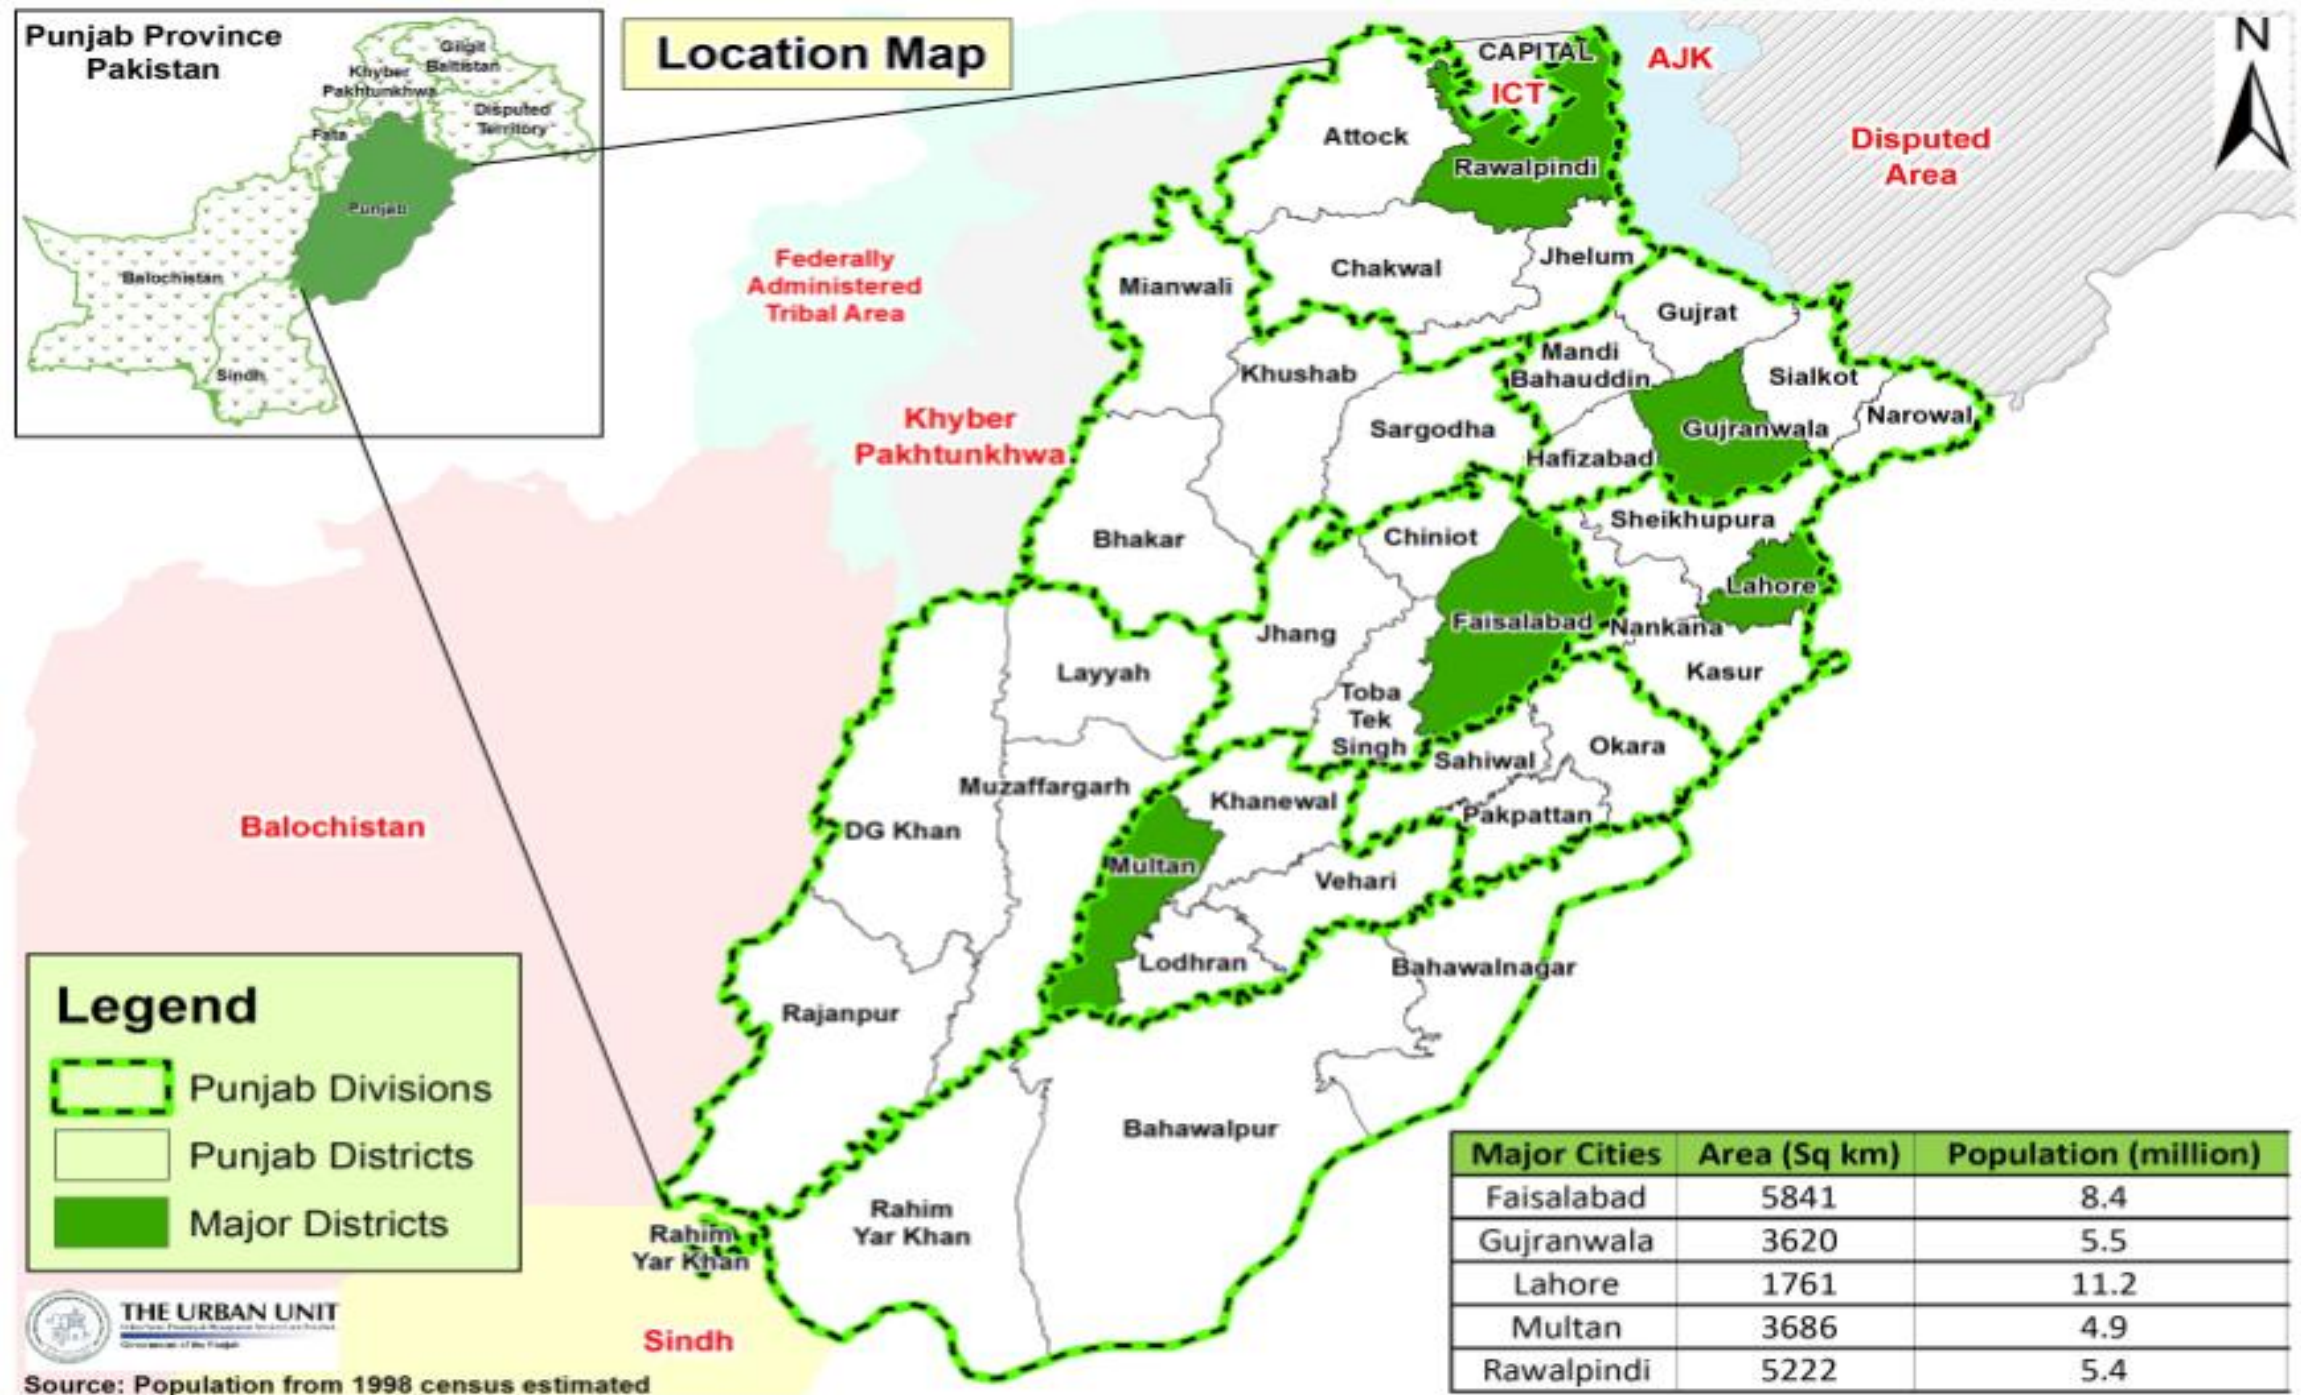 Punjab Province
Pakistan
Gilgit
Baltistan
Khyber
Pakhtunkhwa
Disputed
Territory
Fata
Punjab
Balochistan
Sindh
Location Map
N
CAPITAL
ICT
AJK
Disputed
Area
Attock
Rawalpindi
Federally
Administered
Tribal Area
Mianwali
Chakwal
Jhelum
Gujrat
Khushab
Mandi
Bahauddin
Sialkot
Khyber
Pakhtunkhwa
Sargodha
Gujranwala
Narowal
Hafizabad
Bhakar
Chiniot
Sheikhupura
Lahore
Jhang
Faisalabad
Nankana
Layyah
Kasur
Toba
Tek
Singh
Sahiwal
Okara
Muzaffargarh
Khanewal
Pakpattan
Balochistan
DG Khan
Multan
Vehari
Lodhran
Bahawalnagar
Rajanpur
Bahawalpur
Rahim
Yar Khan
Rahim
Yar Khan
Sindh
Legend
Punjab Divisions
Punjab Districts
Major Districts
Major Cities Area (Sq km) Population (million)
Faisalabad 5841 8.4
Gujranwala 3620 5.5
Lahore 1761 11.2
Multan 3686 4.9
Rawalpindi 5222 5.4
THE URBAN UNIT
Source: Population from 1998 census estimated